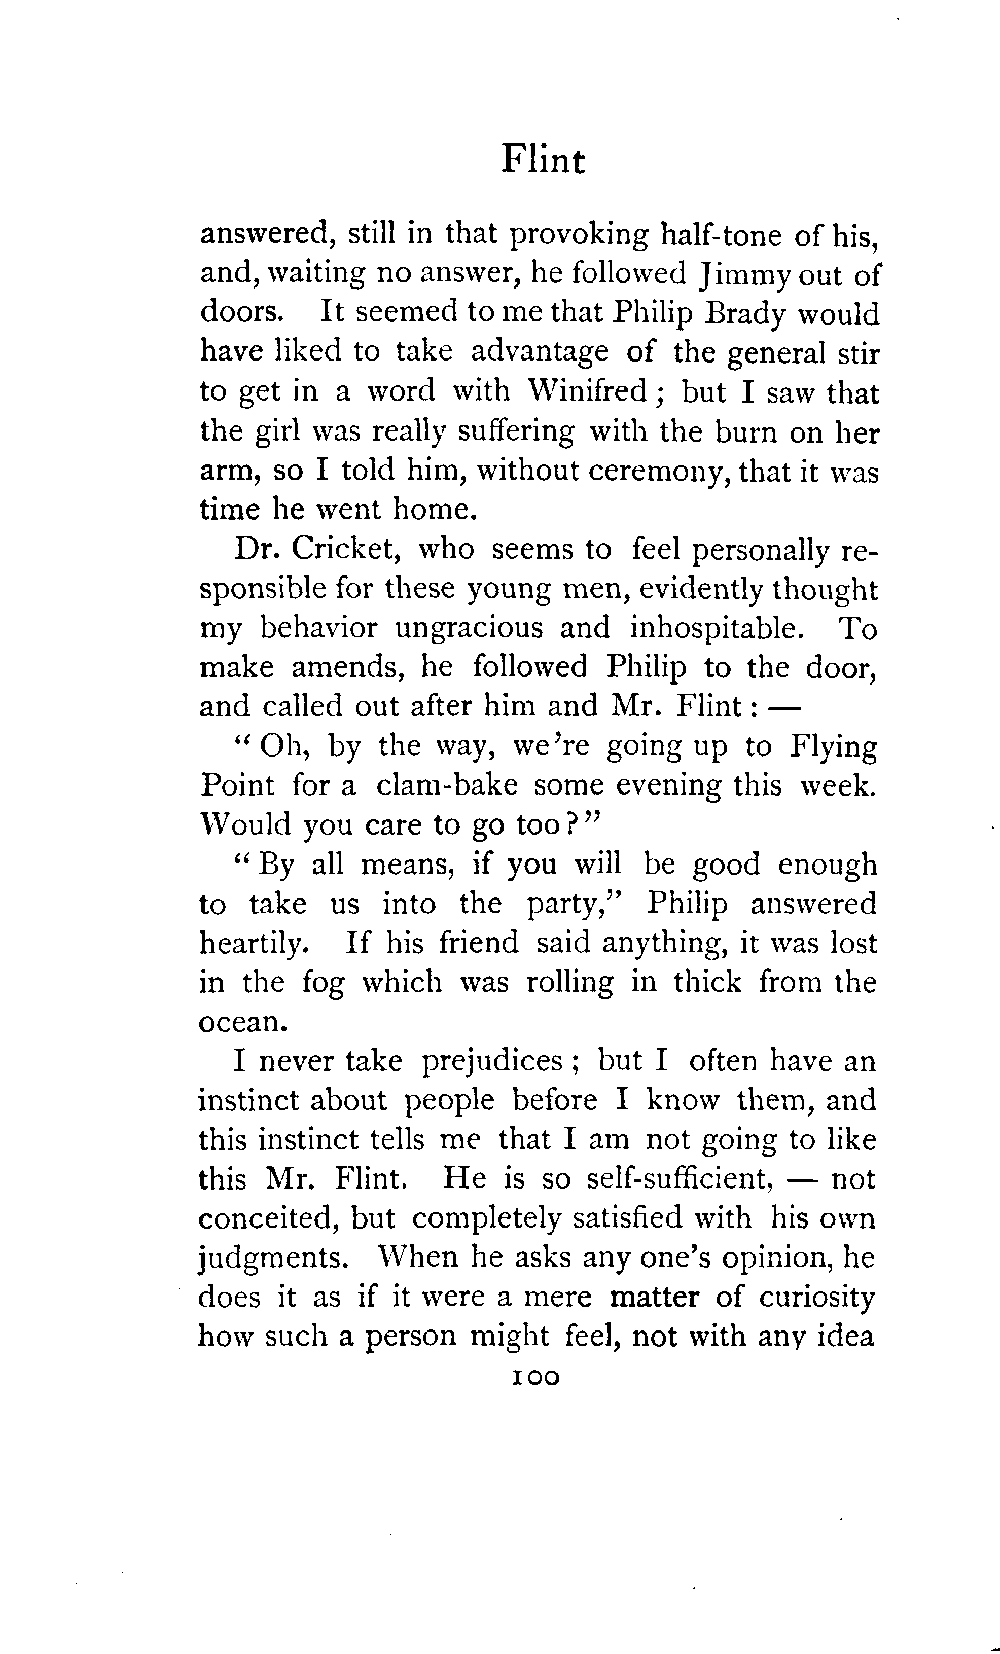 Flint
answered, still in that provoking half-tone of his,
and, waiting no answer, he followed Jimmy out of
doors. It seemed to me that Philip Brady would
have liked to take advantage of the general stir
to get in a word with Winifred ; but I saw that
the girl was really suffering with the burn on her
arm, so I told him, without ceremony, that it was
time he went home.
Dr. Cricket, who seems to feel personally re-
sponsible for these young men, evidently thought
my behavior ungracious and inhospitable. To
make amends, he followed Philip to the door,
and called out after him and Mr. Flint : —
“ Oh, by the way, we’re going up to Flying
Point for a clam-bake some evening this week.
Would you care to go too ? ”
“ By all means, if you will be good enough
to take us into the party,” Philip answered
heartily. If his friend said anything, it was lost
in the fog which was rolling in thick from the
ocean.
I never take prejudices ; but I often have an
instinct about people before I know them, and
this instinct tells me that I am not going to like
this Mr. Flint. He is so self-sufficient, — not
conceited, but completely satisfied with his own
judgments. When he asks any one’s opinion, he
does it as if it were a mere matter of curiosity
how such a person might feel, not with any idea
100